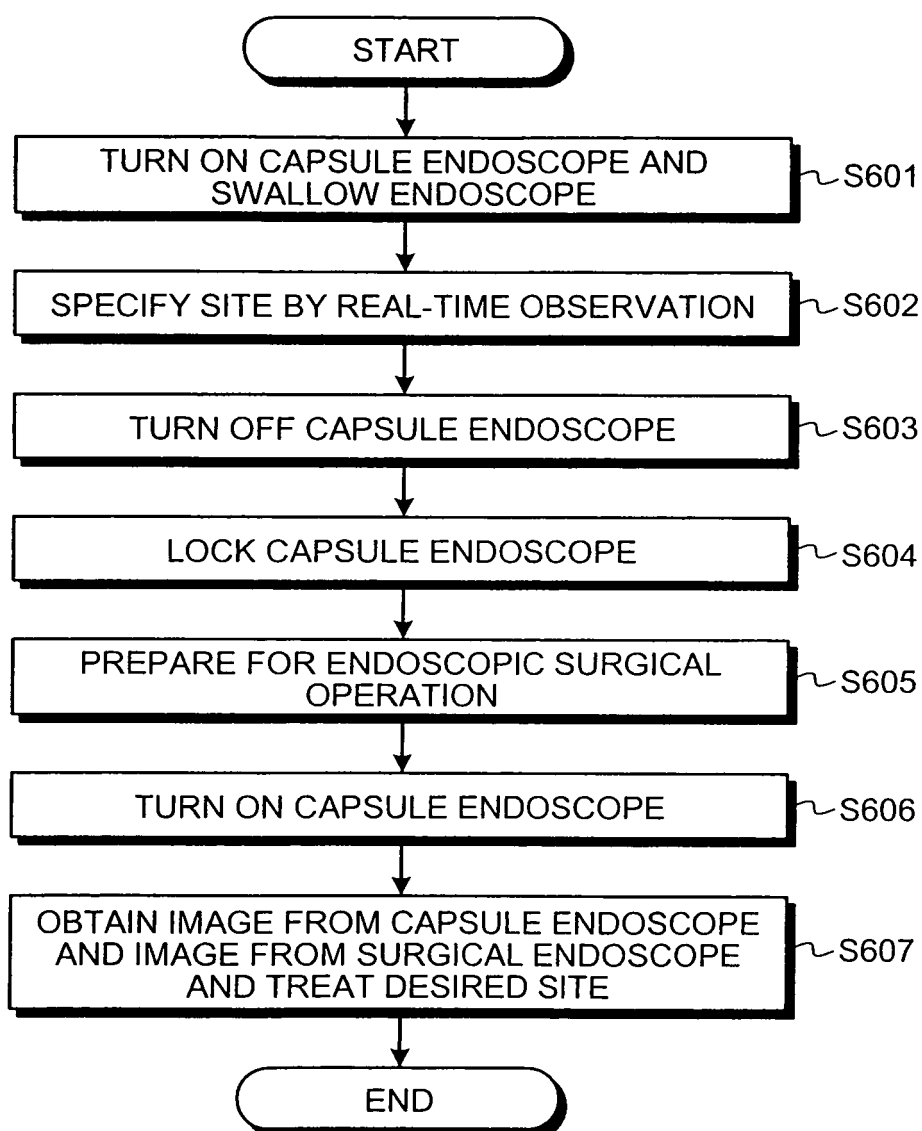 START
TURN ON CAPSULE ENDOSCOPE AND
SWALLOW ENDOSCOPE
S601
SPECIFY SITE BY REAL-TIME OBSERVATION
S602
TURN OFF CAPSULE ENDOSCOPE
S603
LOCK CAPSULE ENDOSCOPE
S604
PREPARE FOR ENDOSCOPIC SURGICAL
OPERATION
S605
TURN ON CAPSULE ENDOSCOPE
S606
OBTAIN IMAGE FROM CAPSULE ENDOSCOPE
AND IMAGE FROM SURGICAL ENDOSCOPE
AND TREAT DESIRED SITE
S607
END